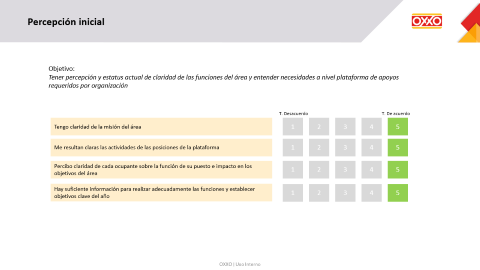 Percepción inicial
OXXO
Objetivo:
Tener percepción y estatus actual de claridad de las funciones del área y entender necesidades a nivel plataforma de apoyos
requeridos por organización
T. Desacuerdo
T. De acuerdo
Tengo claridad de la misión del área
1 2 3 4 5
Me resultan claras las actividades de las posiciones de la plataforma
1 2 3 4 5
Percibo claridad de cada ocupante sobre la función de su puesto e impacto en los
objetivos del área
1 2 3 4 5
Hay suficiente información para realizar adecuadamente las funciones y establecer
objetivos clave del año
1 2 3 4 5
OXXO | Uso Interno